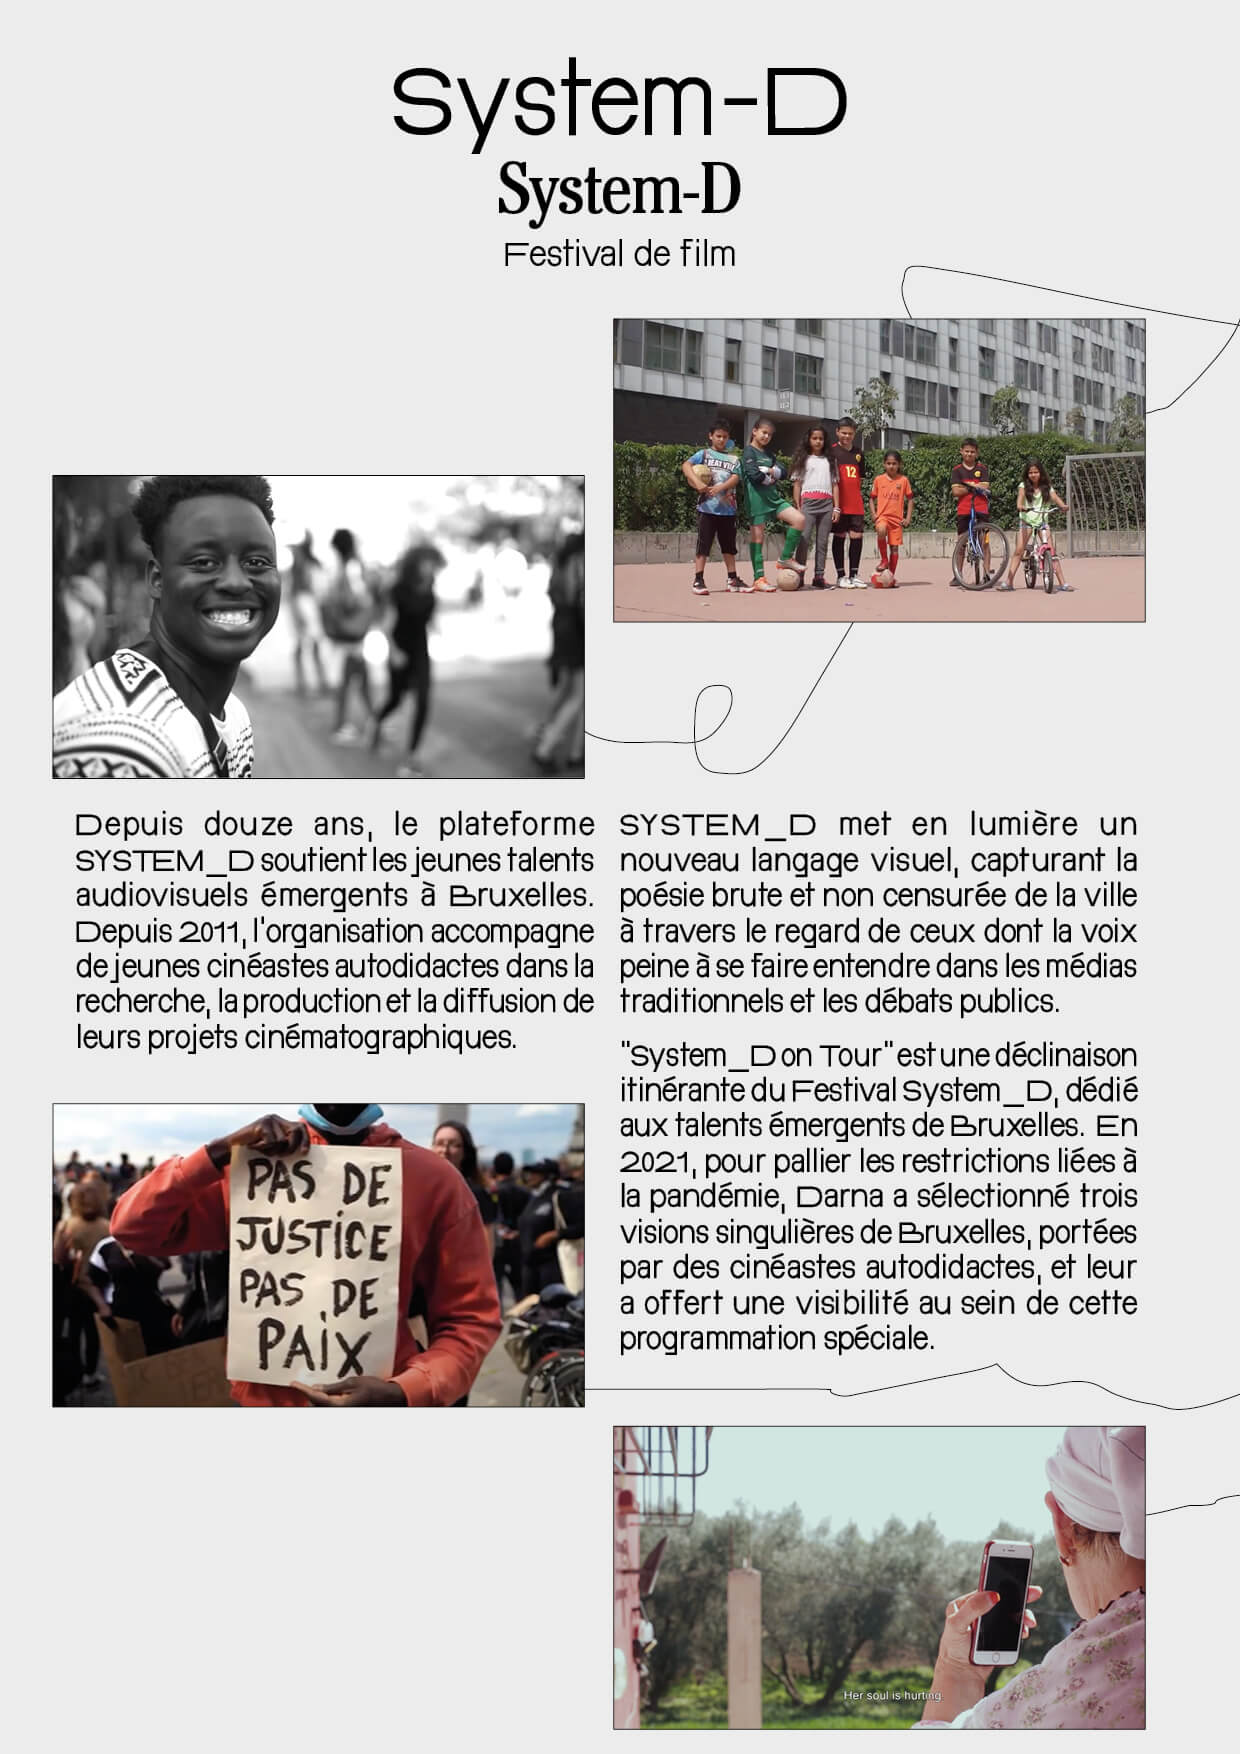 System-D
System-D
Festival de film
12
Depuis douze ans, le plateforme
SYSTEM_D soutient les jeunes talents
audiovisuels émergents à Bruxelles.
Depuis 2011, l'organisation accompagne
de jeunes cinéastes autodidactes dans la
recherche, la production et la diffusion de
leurs projets cinématographiques.
PAS DE
JUSTICE
PAS DE
PAIX
SYSTEM_D met en lumière un
nouveau langage visuel, capturant la
poésie brute et non censurée de la ville
à travers le regard de ceux dont la voix
peine à se faire entendre dans les médias
traditionnels et les débats publics.
"System_D on Tour" est une déclinaison
itinérante du Festival System_D, dédié
aux talents émergents de Bruxelles. En
2021, pour pallier les restrictions liées à
la pandémie, Darna a sélectionné trois
visions singulières de Bruxelles, portées
par des cinéastes autodidactes, et leur
a offert une visibilité au sein de cette
programmation spéciale.
Her soul is hurting